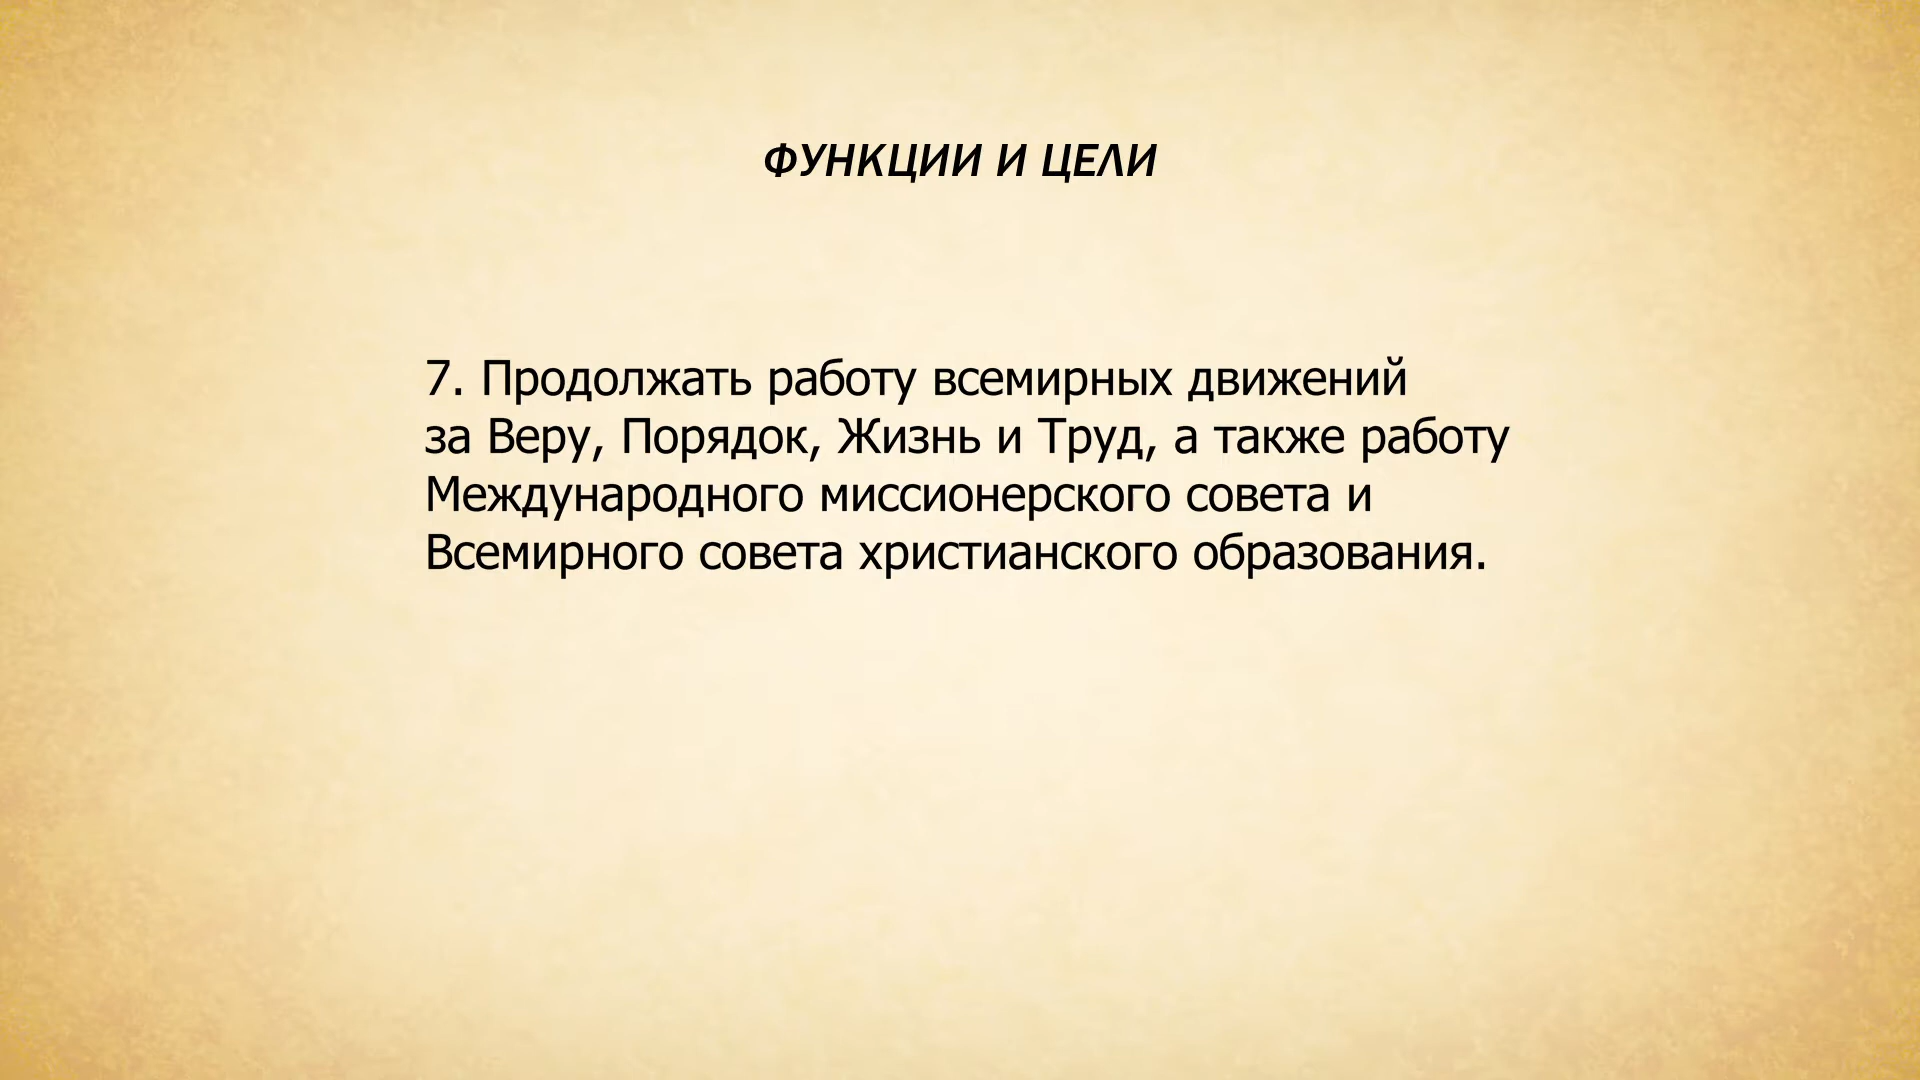 ФУНКЦИИ И ЦЕЛИ
7. Продолжать работу всемирных движений
за Веру, Порядок, Жизнь и Труд, а также работу
Международного миссионерского совета и
Всемирного совета христианского образования.